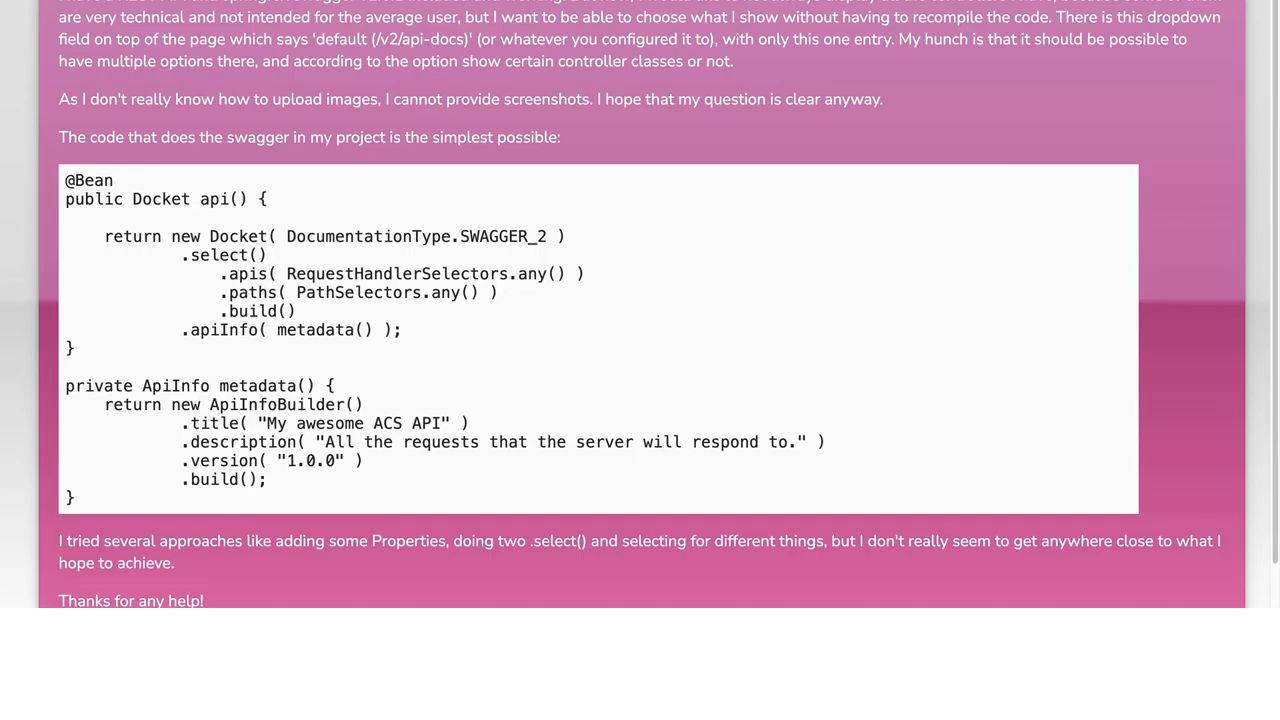 are very technical and not intended for the average user, but I want to be able to choose what I show without having to recompile the code. There is this dropdown
field on top of the page which says 'default (/v2/api-docs)' (or whatever you configured it to), with only this one entry. My hunch is that it should be possible to
have multiple options there, and according to the option show certain controller classes or not.
As I don't really know how to upload images, I cannot provide screenshots. I hope that my question is clear anyway.
The code that does the swagger in my project is the simplest possible:
@Bean
public Docket api() {
    return new Docket( DocumentationType.SWAGGER_2 )
            .select()
                .apis( RequestHandlerSelectors.any() )
                .paths( PathSelectors.any() )
                .build()
            .apiInfo( metadata() );
}
private ApiInfo metadata() {
    return new ApiInfoBuilder()
            .title( "My awesome ACS API" )
            .description( "All the requests that the server will respond to." )
            .version( "1.0.0" )
            .build();
}
I tried several approaches like adding some Properties, doing two .select() and selecting for different things, but I don't really seem to get anywhere close to what I
hope to achieve.
Thanks for any help!